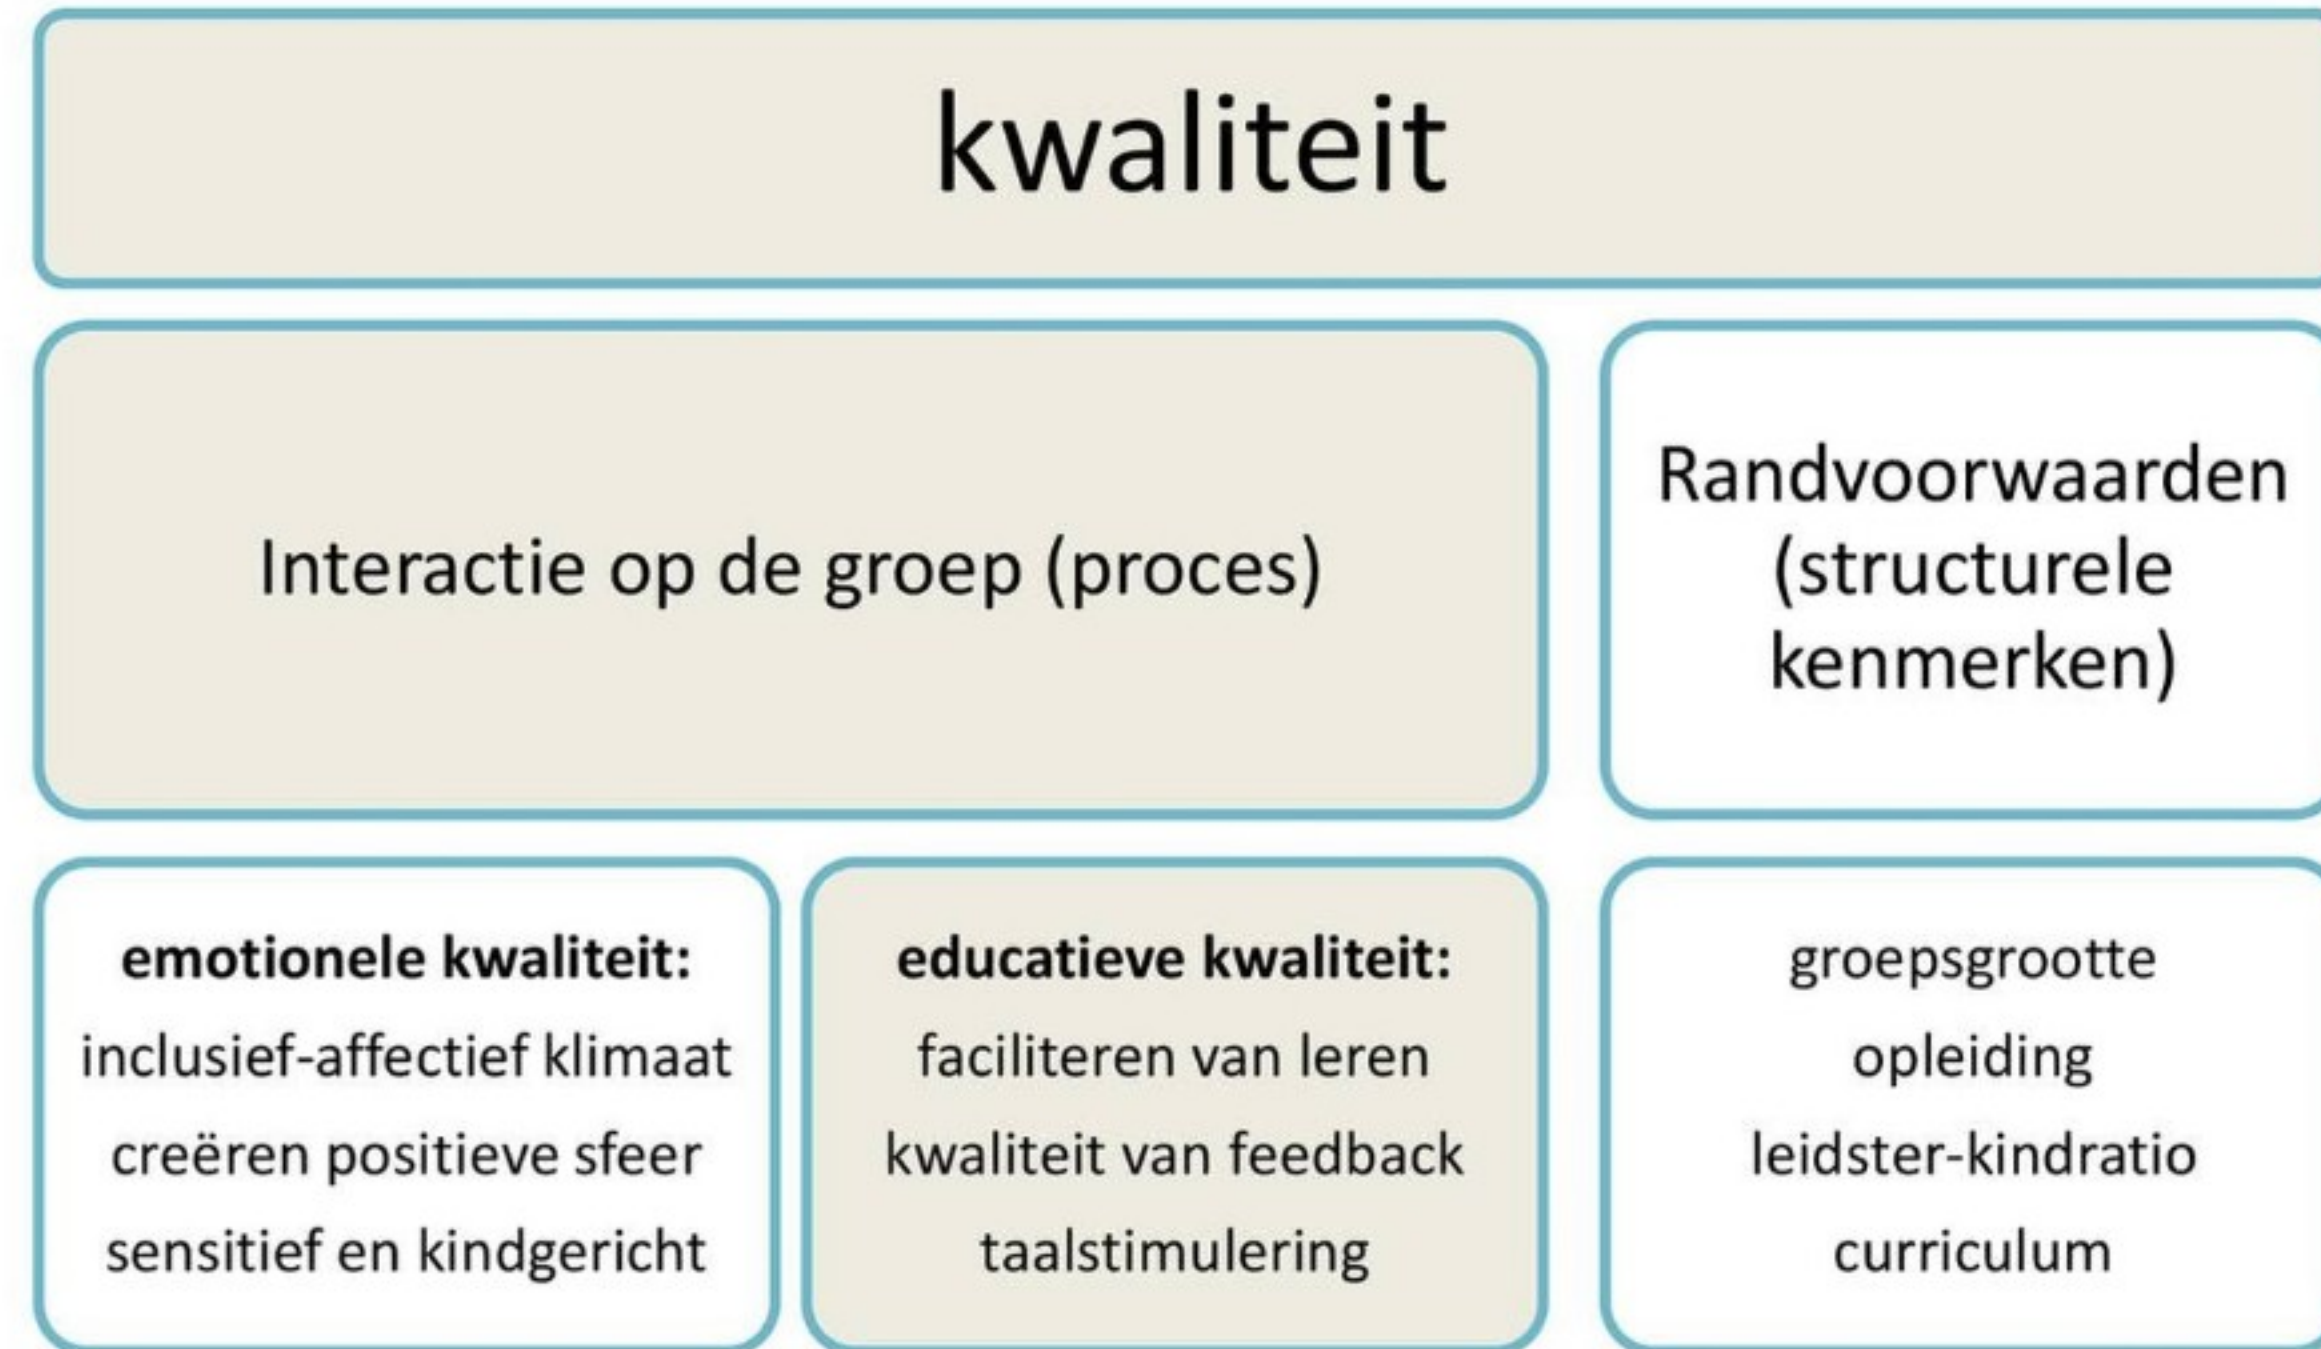 kwaliteit
Interactie op de groep (proces)
Randvoorwaarden
(structurele
kenmerken)
emotionele kwaliteit:
inclusief-affectief klimaat
creëren positieve sfeer
sensitief en kindgericht
educatieve kwaliteit:
faciliteren van leren
kwaliteit van feedback
taalstimulering
groepsgrootte
opleiding
leidster-kindratio
curriculum